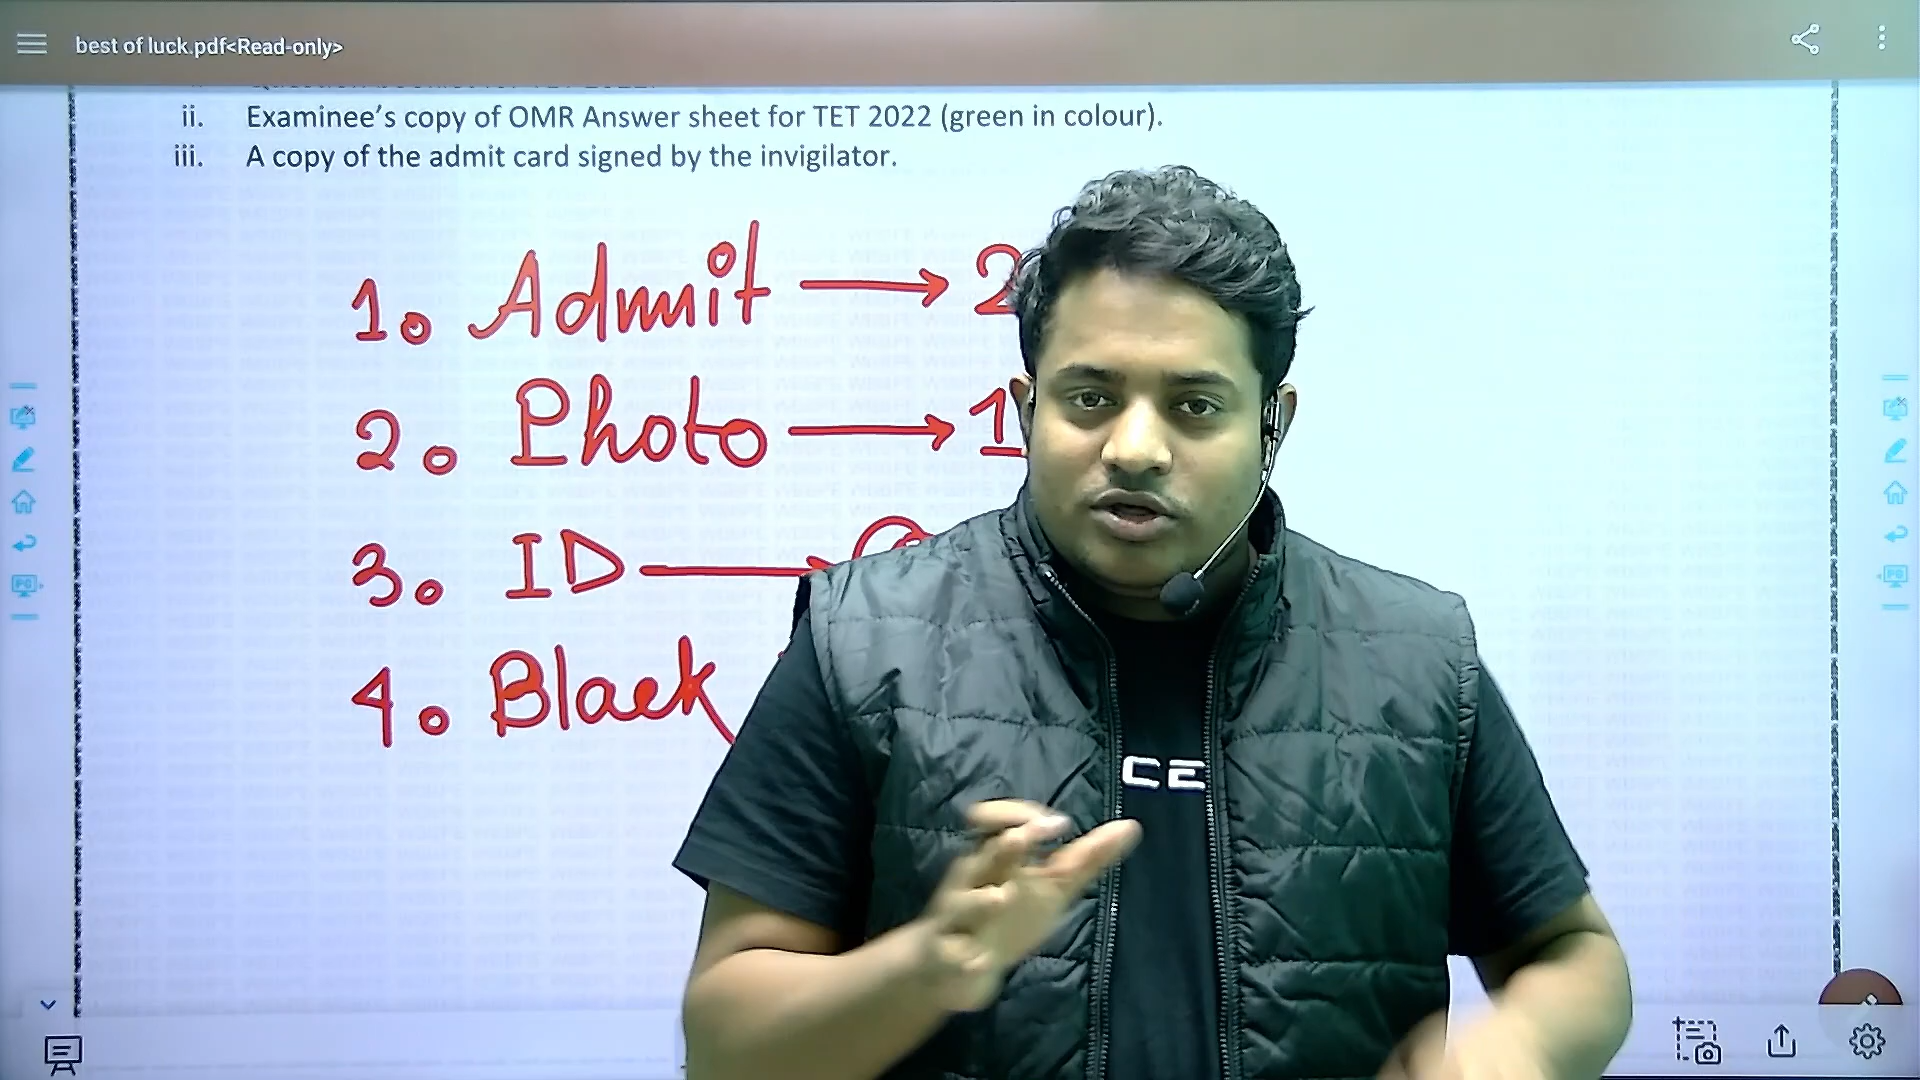 best of luck.pdf<Read-only>
ii. Examinee's copy of OMR Answer sheet for TET 2022 (green in colour).
iii. A copy of the admit card signed by the invigilator.
1. Admit → 2
2. Photo → 1
3. ID →
4. Black
CE